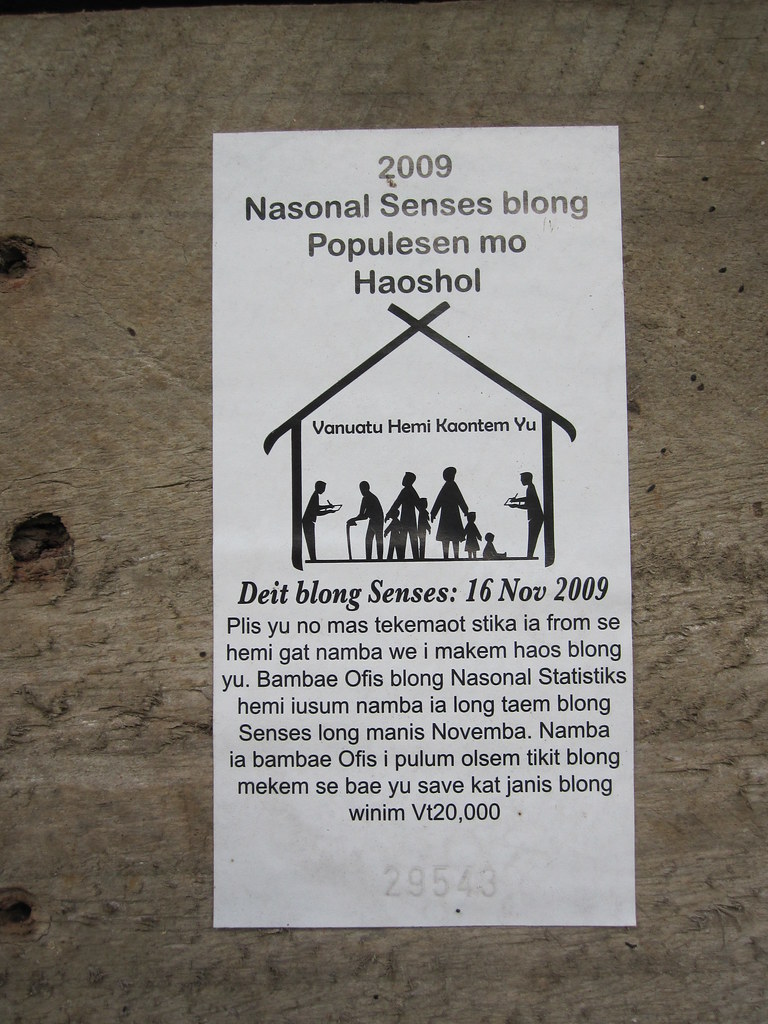 2009
Nasonal Senses blong
Populesen mo
Haoshol
Vanuatu Hemi Kaontem Yu
Deit blong Senses: 16 Nov 2009
Plis yu no mas tekemaot stika ia from se
hemi gat namba we i makem haos blong
yu. Bambae Ofis blong Nasonal Statistiks
hemi iusum namba ia long taem blong
Senses long manis Novemba. Namba
ia bambae Ofis i pulum olsem tikit blong
mekem se bae yu save kat janis blong
winim Vt20,000
29543